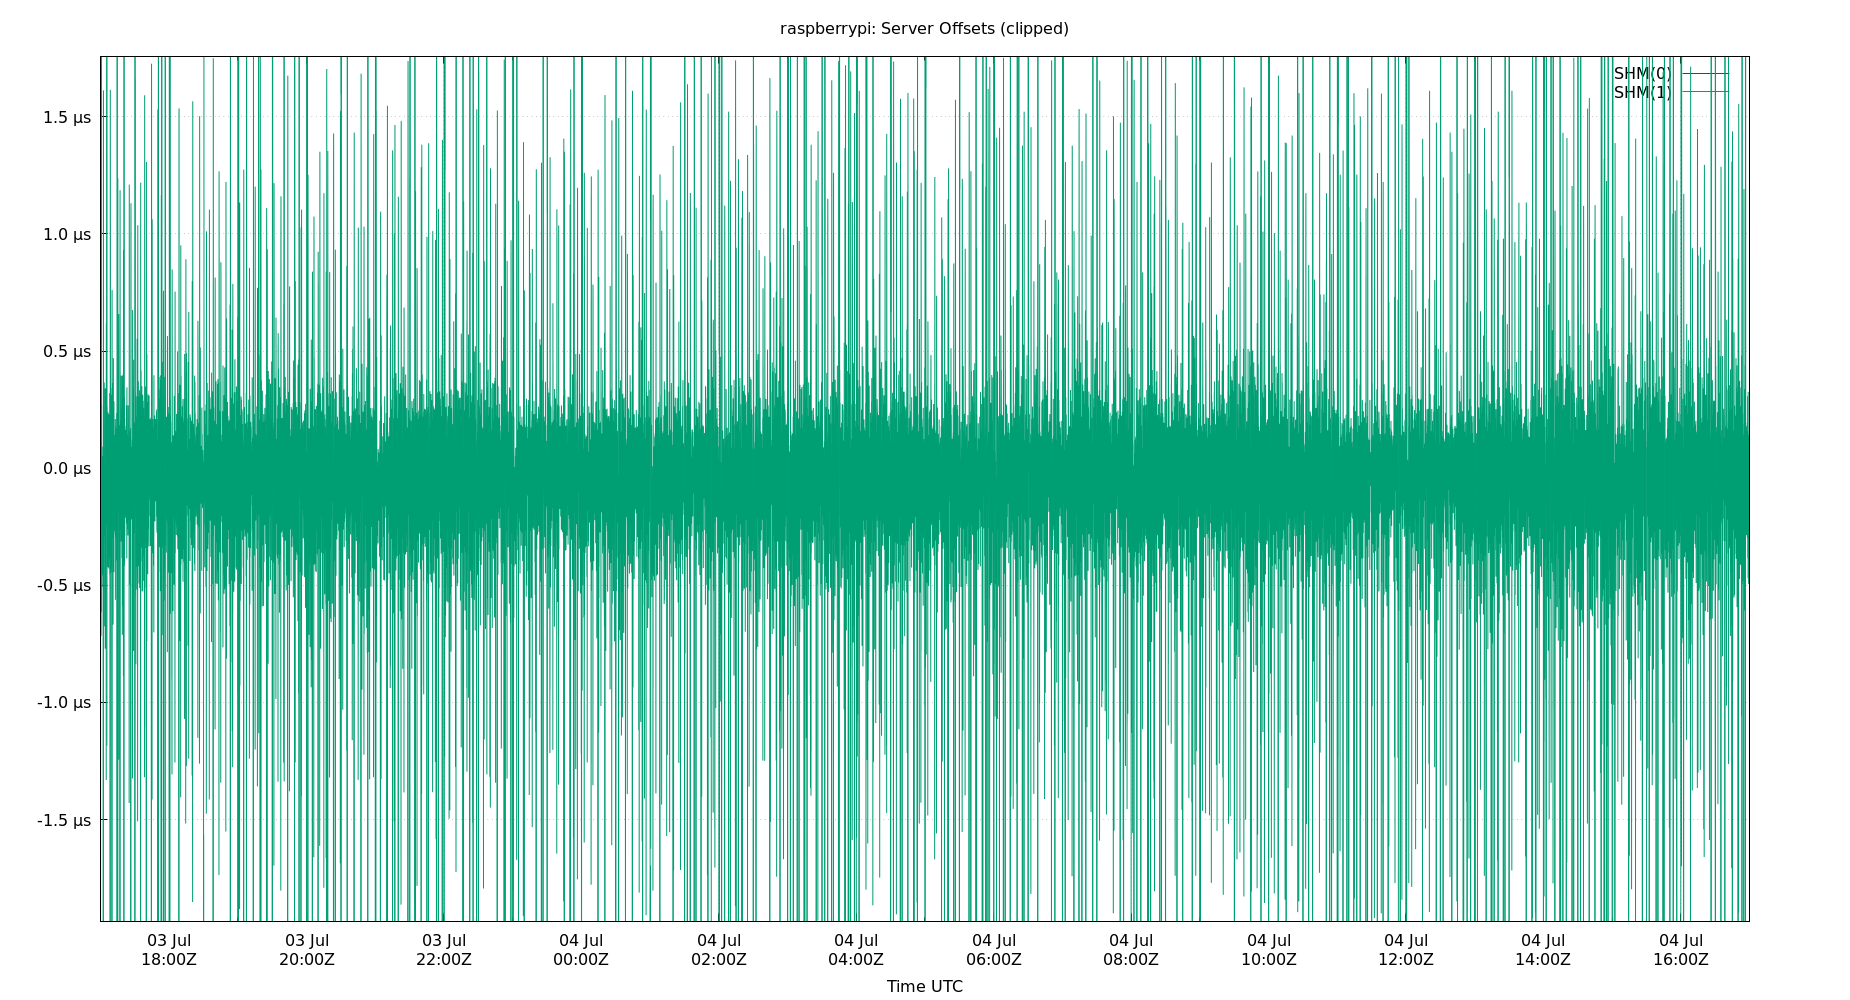 raspberrypi: Server Offsets (clipped)
SHM(0)
SHM(1)
1.5 µs
1.0 µs
0.5 µs
0.0 µs
-0.5 µs
-1.0 µs
-1.5 µs
03 Jul 03 Jul 03 Jul 04 Jul 04 Jul 04 Jul 04 Jul 04 Jul 04 Jul 04 Jul 04 Jul 04 Jul
18:00Z 20:00Z 22:00Z 00:00Z 02:00Z 04:00Z 06:00Z 08:00Z 10:00Z 12:00Z 14:00Z 16:00Z
Time UTC